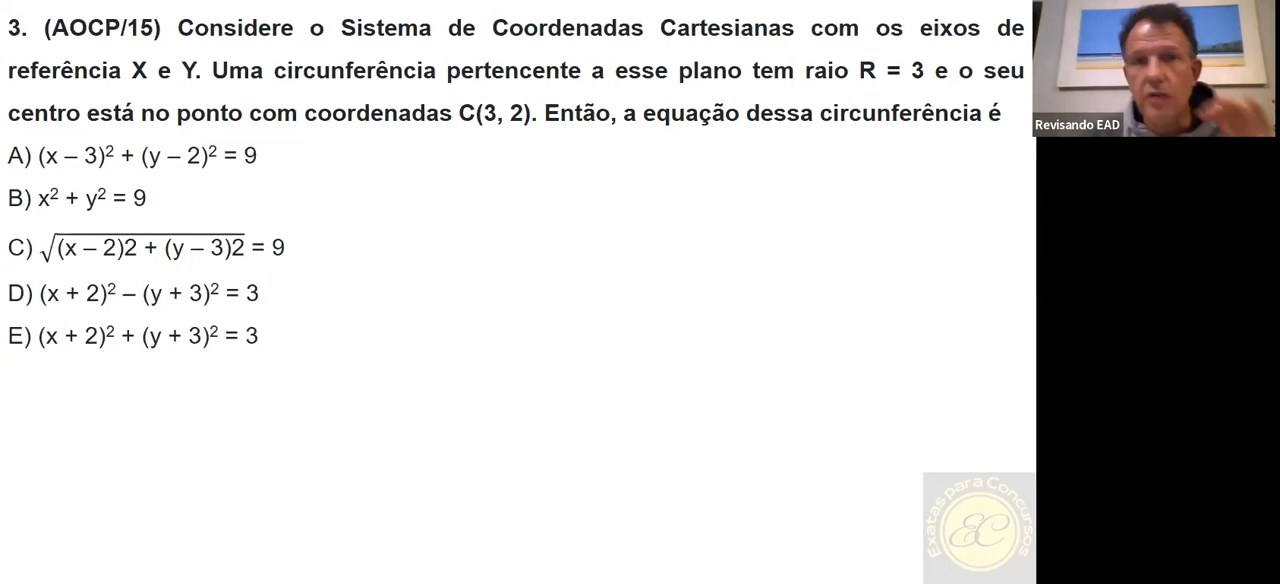 3. (AOCP/15) Considere o Sistema de Coordenadas Cartesianas com os eixos de
referência X e Y. Uma circunferência pertencente a esse plano tem raio R = 3 e o seu
centro está no ponto com coordenadas C(3, 2). Então, a equação dessa circunferência é
A) (x – 3)² + (y – 2)² = 9
B) x² + y² = 9
C) √(x – 2)2 + (y – 3)2 = 9
D) (x + 2)² – (y + 3)² = 3
E) (x + 2)² + (y + 3)² = 3
Revisando EAD
Exatas para Concursos
EC